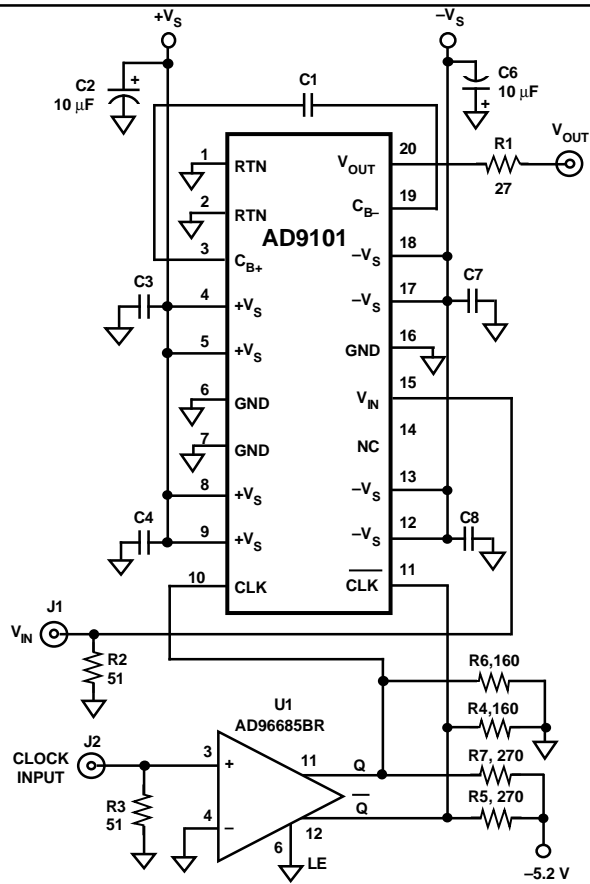 +VS
−VS
C2
10 µF
+
C1
C6
10 µF
+
VOUT
R1
27
AD9101
1 RTN
2 RTN
3 CB+
4 +VS
5 +VS
6 GND
7 GND
8 +VS
9 +VS
10 CLK
VOUT 20
CB− 19
−VS 18
−VS 17
GND 16
VIN 15
NC 14
−VS 13
−VS 12
CLK 11
C3
C4
C7
C8
J1
VIN
R2
51
R6,160
R4,160
R7, 270
R5, 270
−5.2 V
U1
AD96685BR
J2
CLOCK
INPUT
R3
51
3 +
4 −
11 Q
Q
12
6
LE